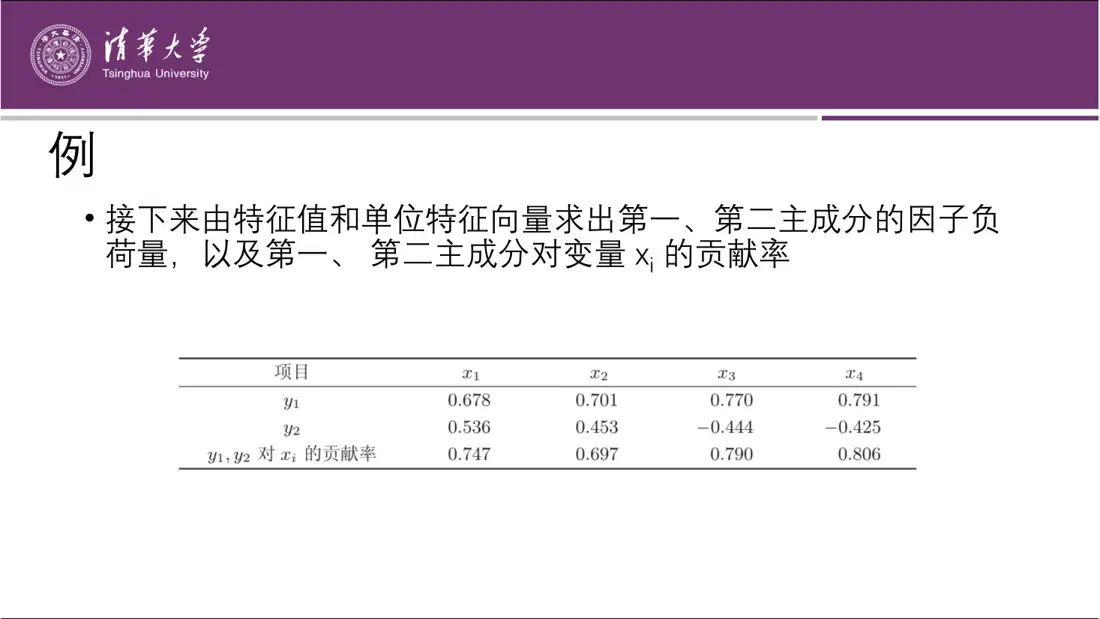 清華大学
Tsinghua University
例
• 接下来由特征值和单位特征向量求出第一、第二主成分的因子负
荷量，以及第一、 第二主成分对变量 xi 的贡献率
项目 x1 x2 x3 x4
y1 0.678 0.701 0.770 0.791
y2 0.536 0.453 −0.444 −0.425
y1, y2 对 xi 的贡献率 0.747 0.697 0.790 0.806